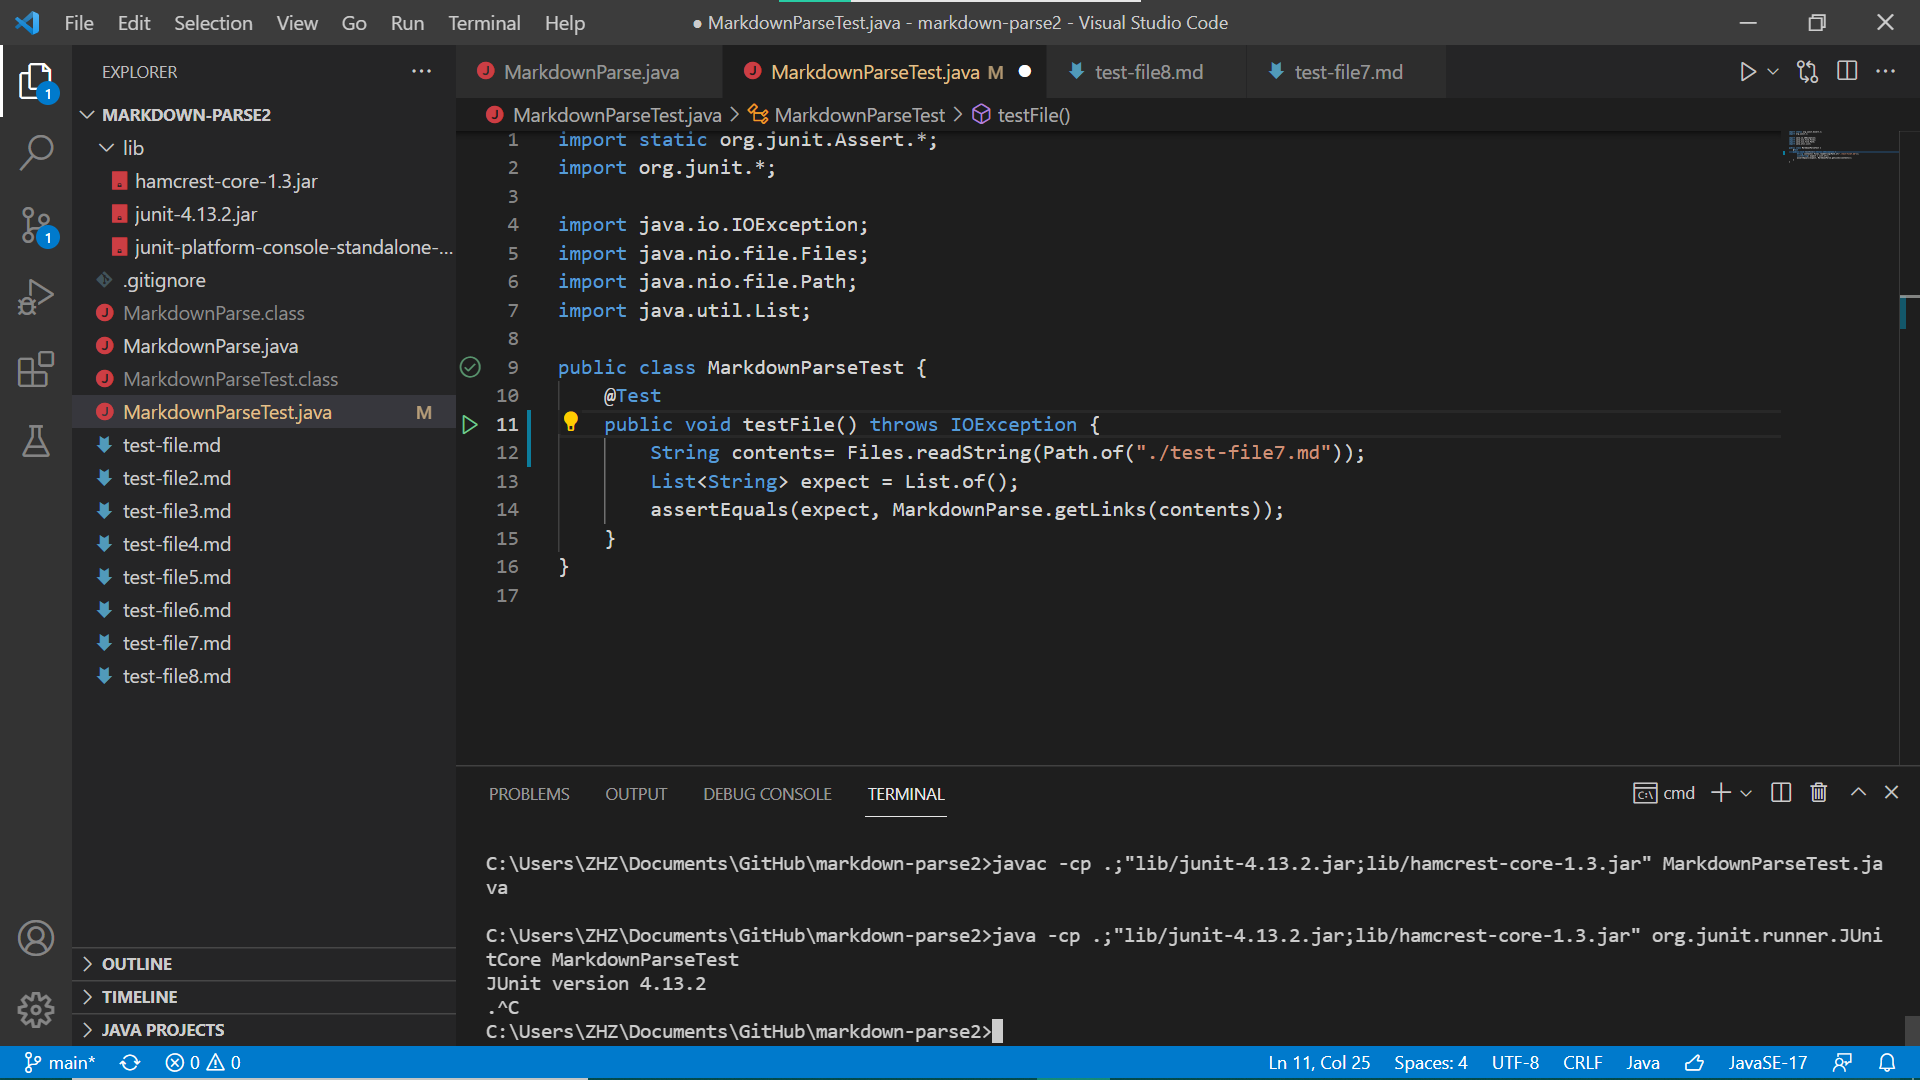 File Edit Selection View Go Run Terminal Help
● MarkdownParseTest.java - markdown-parse2 - Visual Studio Code
EXPLORER
MARKDOWN-PARSE2
lib
hamcrest-core-1.3.jar
junit-4.13.2.jar
junit-platform-console-standalone-...
.gitignore
MarkdownParse.class
MarkdownParse.java
MarkdownParseTest.class
MarkdownParseTest.java M
test-file.md
test-file2.md
test-file3.md
test-file4.md
test-file5.md
test-file6.md
test-file7.md
test-file8.md
OUTLINE
TIMELINE
JAVA PROJECTS
1
1
MarkdownParse.java MarkdownParseTest.java M test-file8.md test-file7.md
MarkdownParseTest.java > MarkdownParseTest > testFile()
1 import static org.junit.Assert.*;
2 import org.junit.*;
3
4 import java.io.IOException;
5 import java.nio.file.Files;
6 import java.nio.file.Path;
7 import java.util.List;
8
9 public class MarkdownParseTest {
10 @Test
11 public void testFile() throws IOException {
12 String contents= Files.readString(Path.of("./test-file7.md"));
13 List<String> expect = List.of();
14 assertEquals(expect, MarkdownParse.getLinks(contents));
15 }
16 }
17
PROBLEMS OUTPUT DEBUG CONSOLE TERMINAL
cmd
C:\Users\ZHZ\Documents\GitHub\markdown-parse2>javac -cp .;"lib/junit-4.13.2.jar;lib/hamcrest-core-1.3.jar" MarkdownParseTest.ja
va
C:\Users\ZHZ\Documents\GitHub\markdown-parse2>java -cp .;"lib/junit-4.13.2.jar;lib/hamcrest-core-1.3.jar" org.junit.runner.JUni
tCore MarkdownParseTest
JUnit version 4.13.2
.^C
C:\Users\ZHZ\Documents\GitHub\markdown-parse2>
main* 0 0
Ln 11, Col 25 Spaces: 4 UTF-8 CRLF Java JavaSE-17